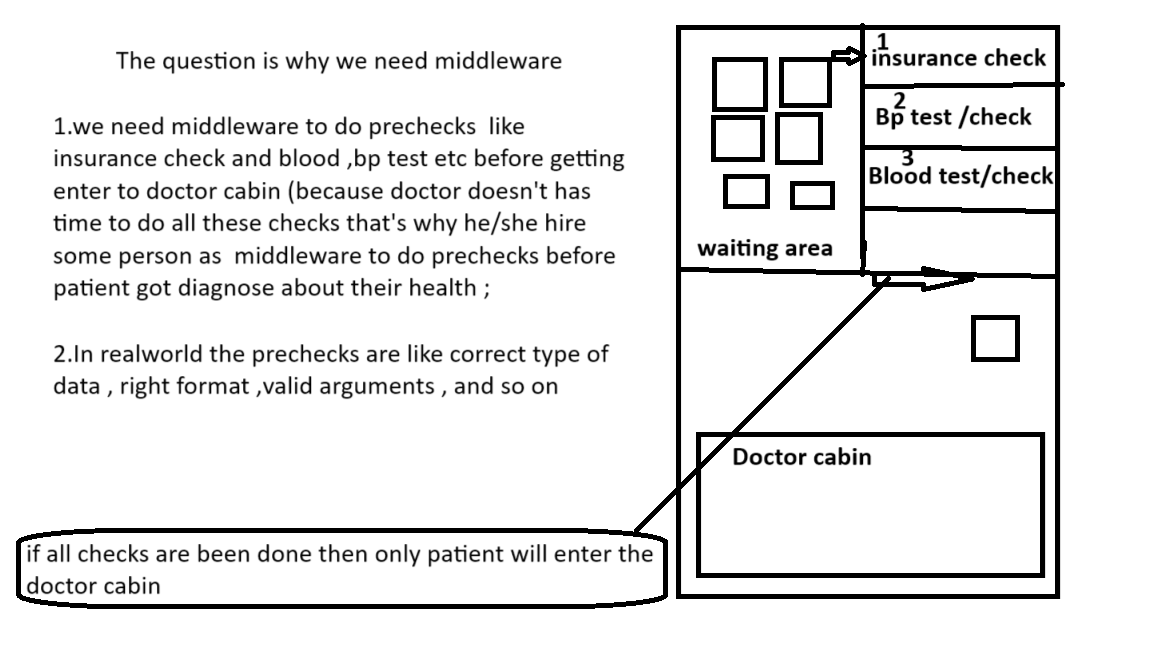 The question is why we need middleware
1.we need middleware to do prechecks  like
insurance check and blood ,bp test etc before getting
enter to doctor cabin (because doctor doesn't has
time to do all these checks that's why he/she hire
some person as  middleware to do prechecks before
patient got diagnose about their health ;
2.In realworld the prechecks are like correct type of
data , right format ,valid arguments , and so on
if all checks are been done then only patient will enter the
doctor cabin
1
insurance check
2
Bp test /check
3
Blood test/check
waiting area
Doctor cabin